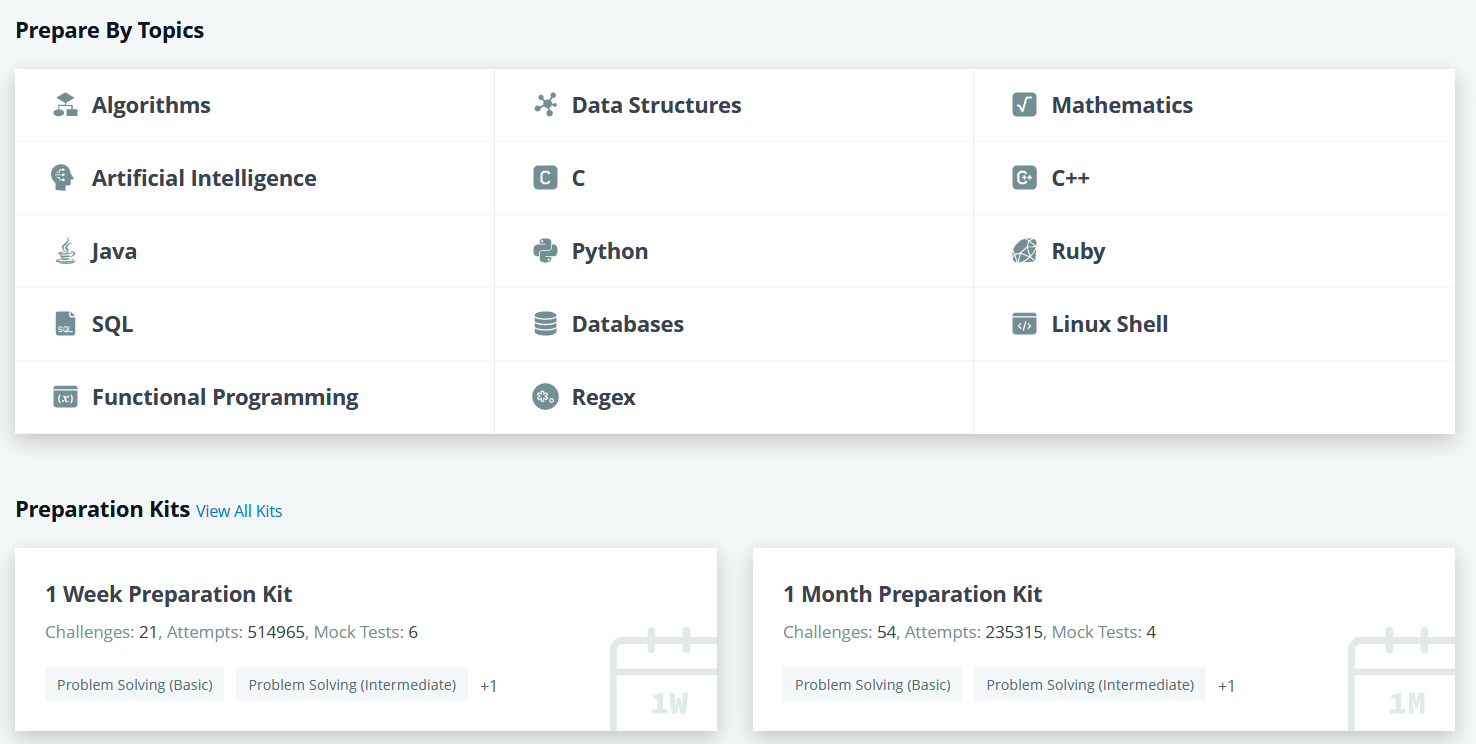 Prepare By Topics
Algorithms
Data Structures
Mathematics
Artificial Intelligence
C
C
C++
C++
Java
Python
Ruby
SQL
SQL
Databases
</>
Linux Shell
(x)
Functional Programming
Regex
Preparation Kits View All Kits
1 Week Preparation Kit
Challenges: 21, Attempts: 514965, Mock Tests: 6
Problem Solving (Basic) Problem Solving (Intermediate) +1
1W
1 Month Preparation Kit
Challenges: 54, Attempts: 235315, Mock Tests: 4
Problem Solving (Basic) Problem Solving (Intermediate) +1
1M